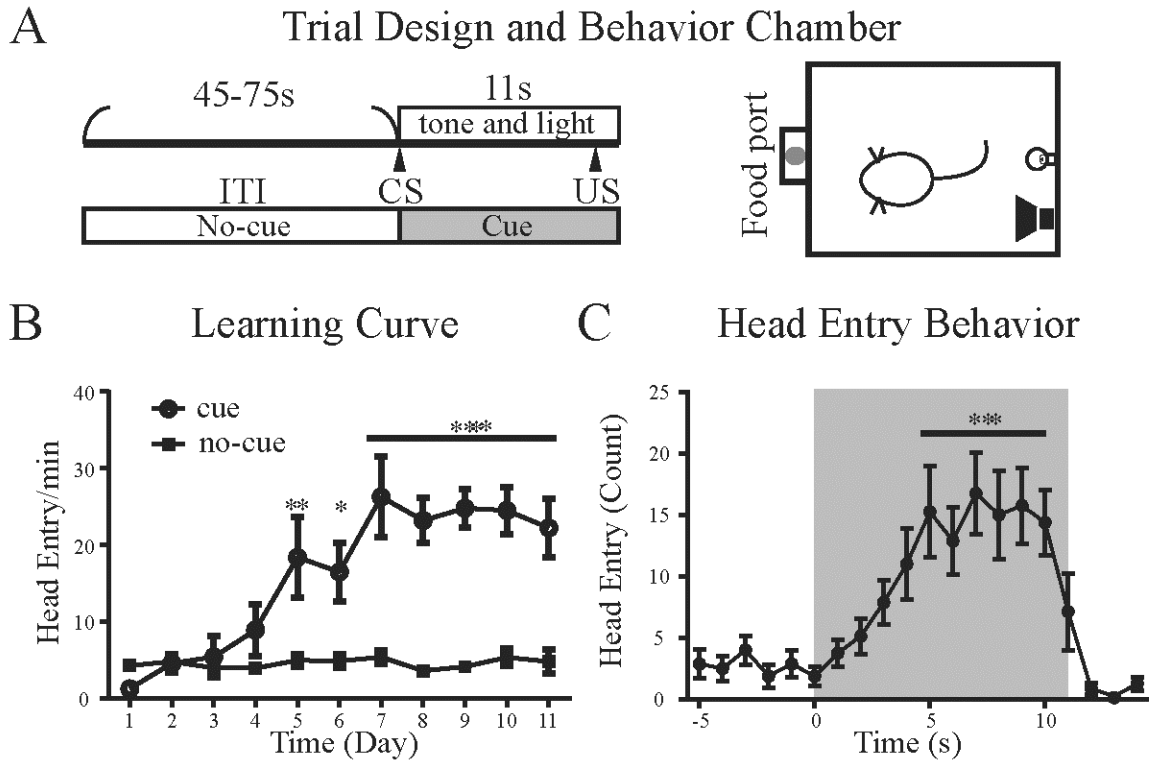 A
Trial Design and Behavior Chamber
45-75s
11s
tone and light
ITI
CS
US
No-cue
Cue
Food port
B
Learning Curve
Head Entry/min
40
30
20
10
0
cue
no-cue
**
*
***
1 2 3 4 5 6 7 8 9 10 11
Time (Day)
C
Head Entry Behavior
Head Entry (Count)
25
20
15
10
5
0
***
-5 0 5 10
Time (s)